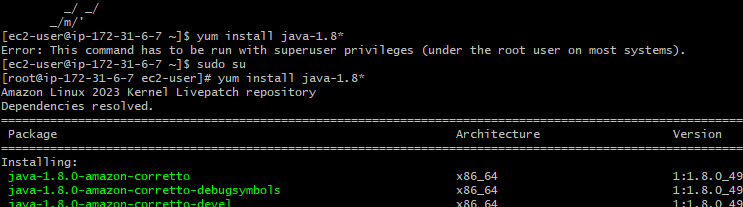 _/ _/
_/m/'
[ec2-user@ip-172-31-6-7 ~]$ yum install java-1.8*
Error: This command has to be run with superuser privileges (under the root user on most systems).
[ec2-user@ip-172-31-6-7 ~]$ sudo su
[root@ip-172-31-6-7 ec2-user]# yum install java-1.8*
Amazon Linux 2023 Kernel Livepatch repository
Dependencies resolved.
Package Architecture Version
Installing:
java-1.8.0-amazon-corretto x86_64 1:1.8.0_49
java-1.8.0-amazon-corretto-debugsymbols x86_64 1:1.8.0_49
java-1.8.0-amazon-corretto-devel x86_64 1:1.8.0_49